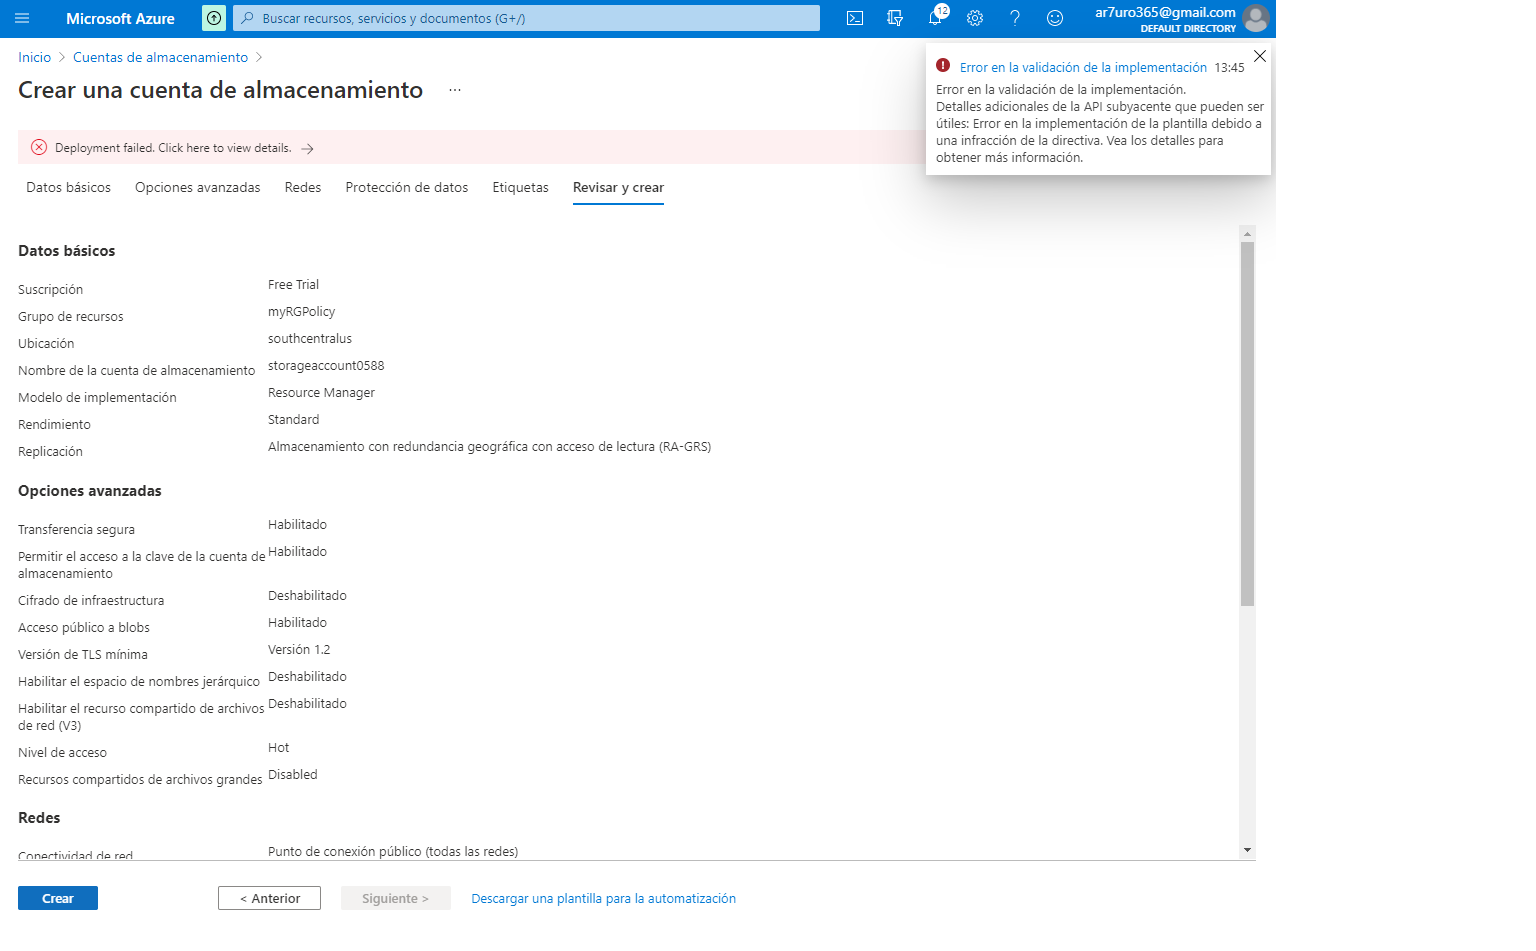 Microsoft Azure
Buscar recursos, servicios y documentos (G+/)
12
ar7uro365@gmail.com
DEFAULT DIRECTORY
Inicio > Cuentas de almacenamiento >
Crear una cuenta de almacenamiento ...
Error en la validación de la implementación 13:45
Error en la validación de la implementación.
Detalles adicionales de la API subyacente que pueden ser
útiles: Error en la implementación de la plantilla debido a
una infracción de la directiva. Vea los detalles para
obtener más información.
Deployment failed. Click here to view details. →
Datos básicos Opciones avanzadas Redes Protección de datos Etiquetas Revisar y crear
Datos básicos
Suscripción Free Trial
Grupo de recursos myRGPolicy
Ubicación southcentralus
Nombre de la cuenta de almacenamiento storageaccount0588
Modelo de implementación Resource Manager
Rendimiento Standard
Replicación Almacenamiento con redundancia geográfica con acceso de lectura (RA-GRS)
Opciones avanzadas
Transferencia segura Habilitado
Permitir el acceso a la clave de la cuenta de Habilitado
almacenamiento
Cifrado de infraestructura Deshabilitado
Acceso público a blobs Habilitado
Versión de TLS mínima Versión 1.2
Habilitar el espacio de nombres jerárquico Deshabilitado
Habilitar el recurso compartido de archivos Deshabilitado
de red (V3)
Nivel de acceso Hot
Recursos compartidos de archivos grandes Disabled
Redes
Conectividad de red Punto de conexión público (todas las redes)
Crear < Anterior Siguiente > Descargar una plantilla para la automatización